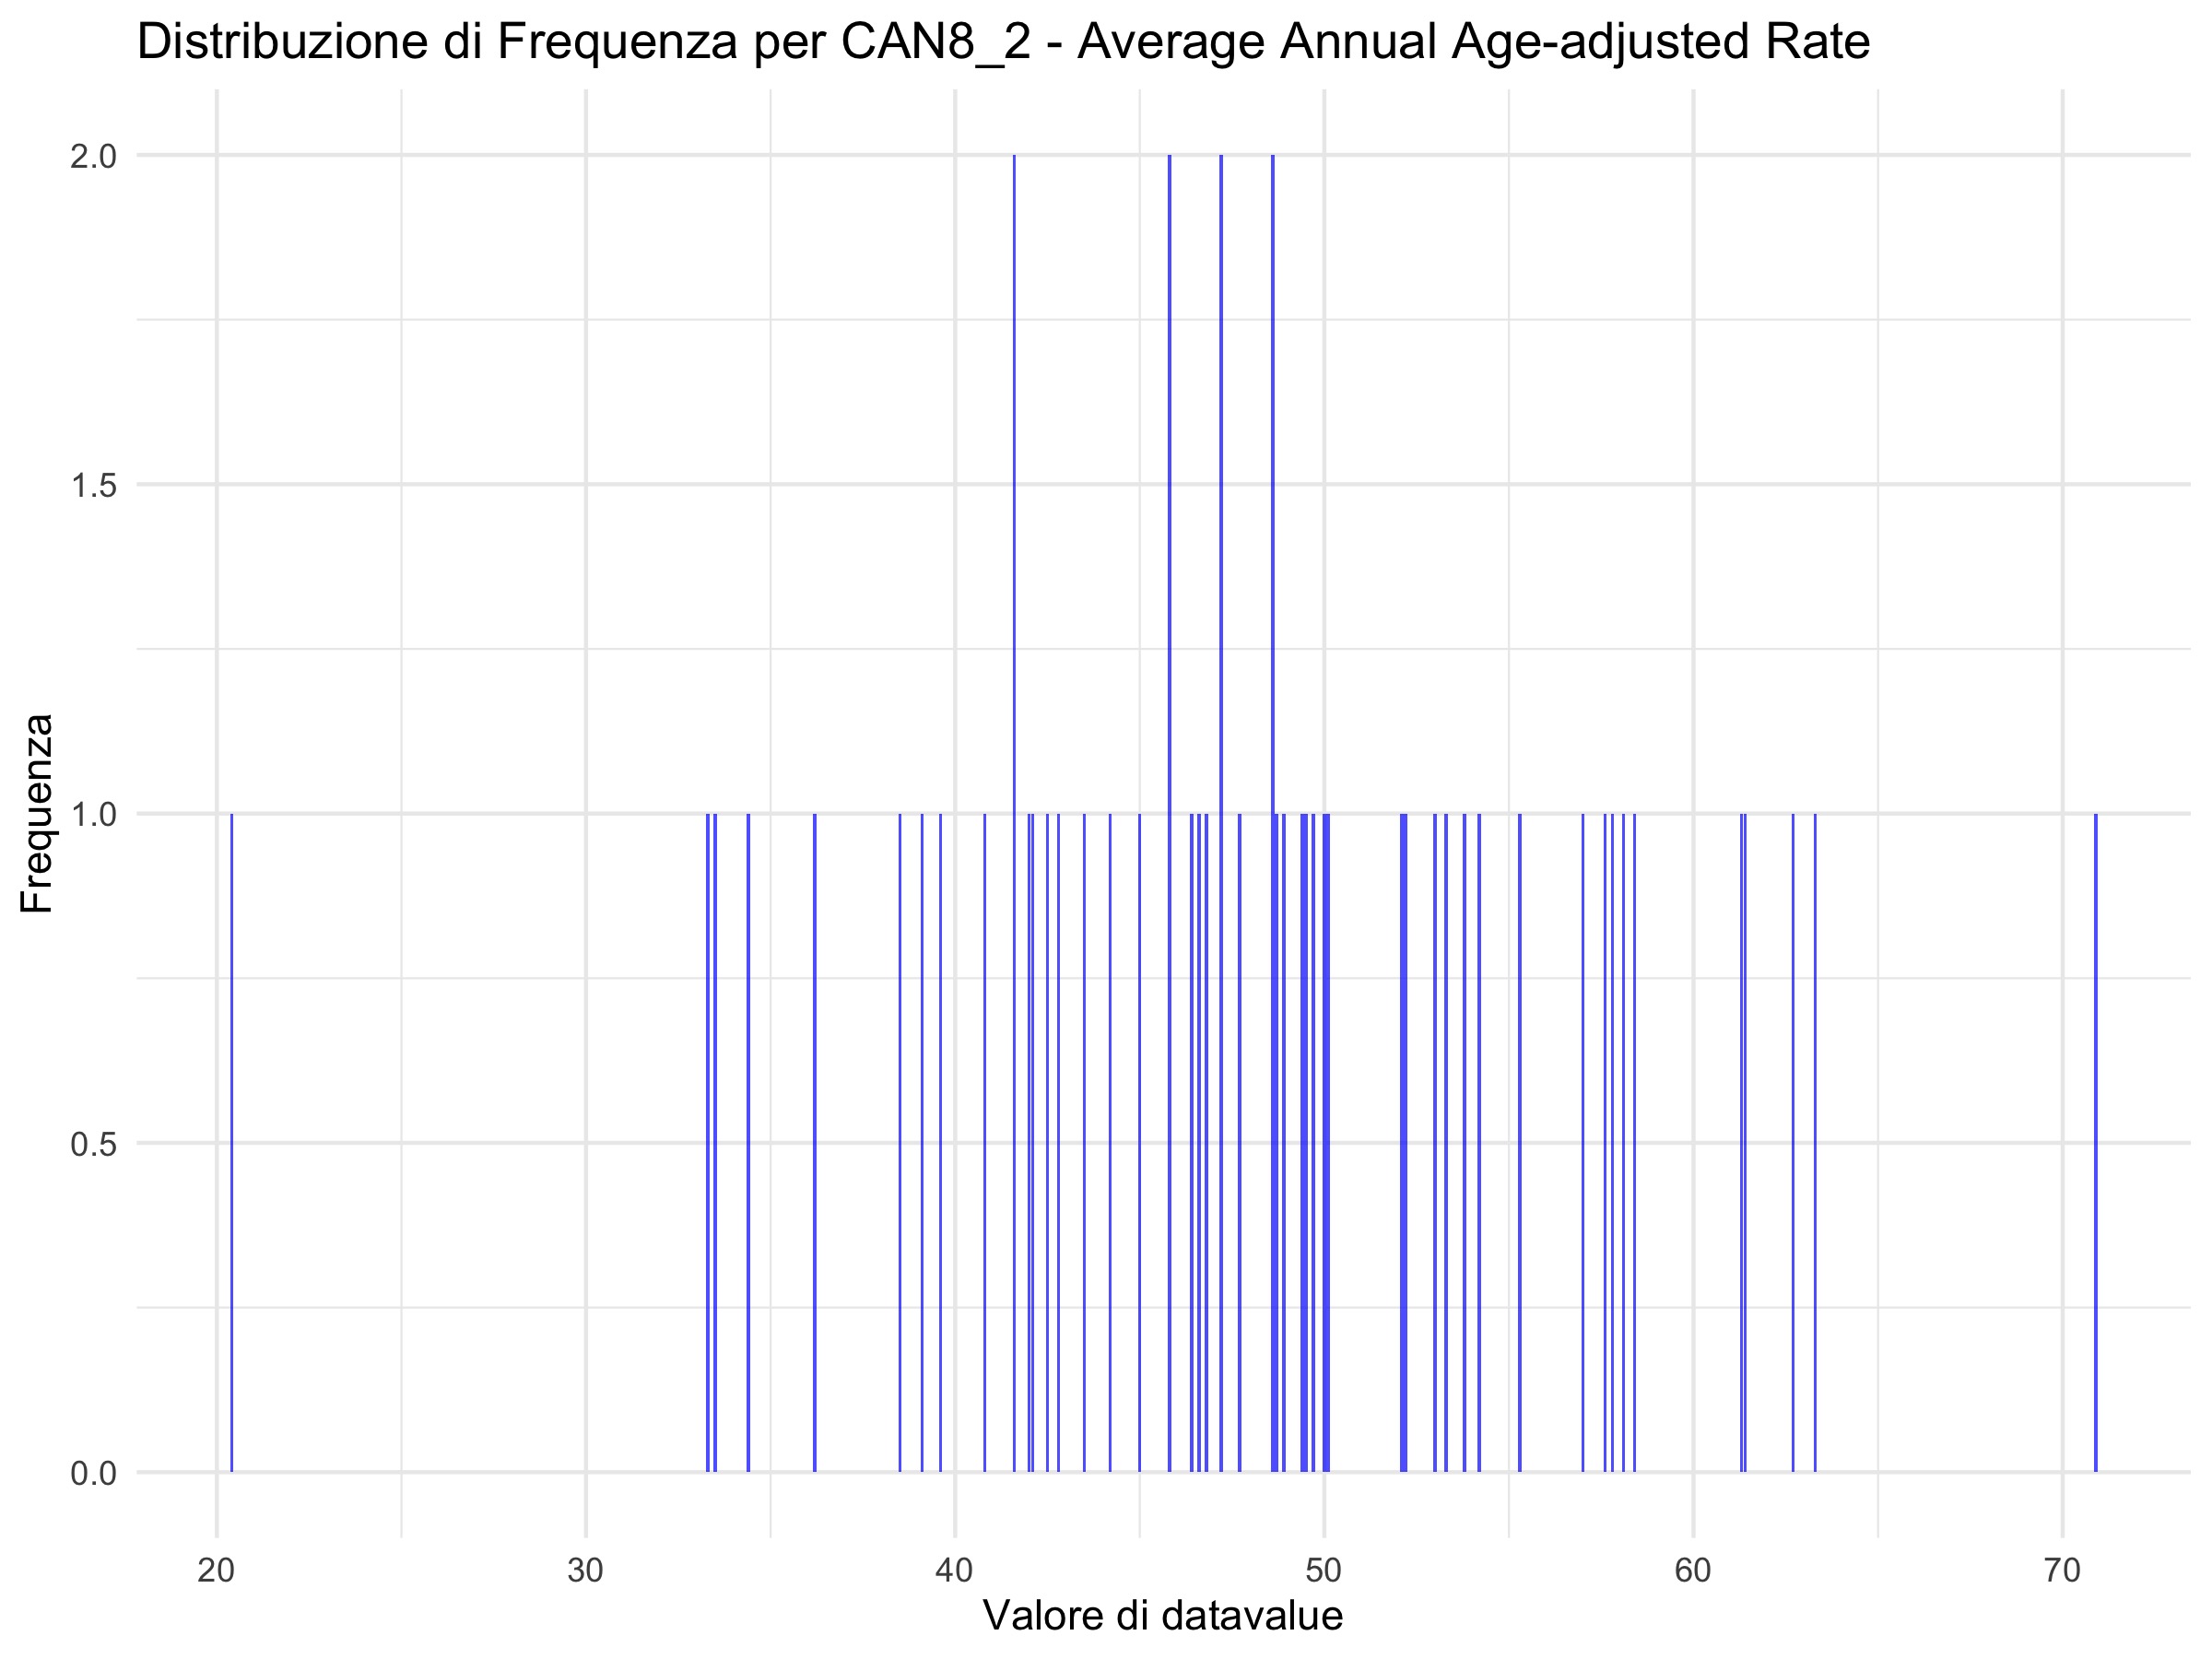 Distribuzione di Frequenza per CAN8_2 - Average Annual Age-adjusted Rate
2.0
1.5
1.0
0.5
0.0
Frequenza
20 30 40 50 60 70
Valore di datavalue